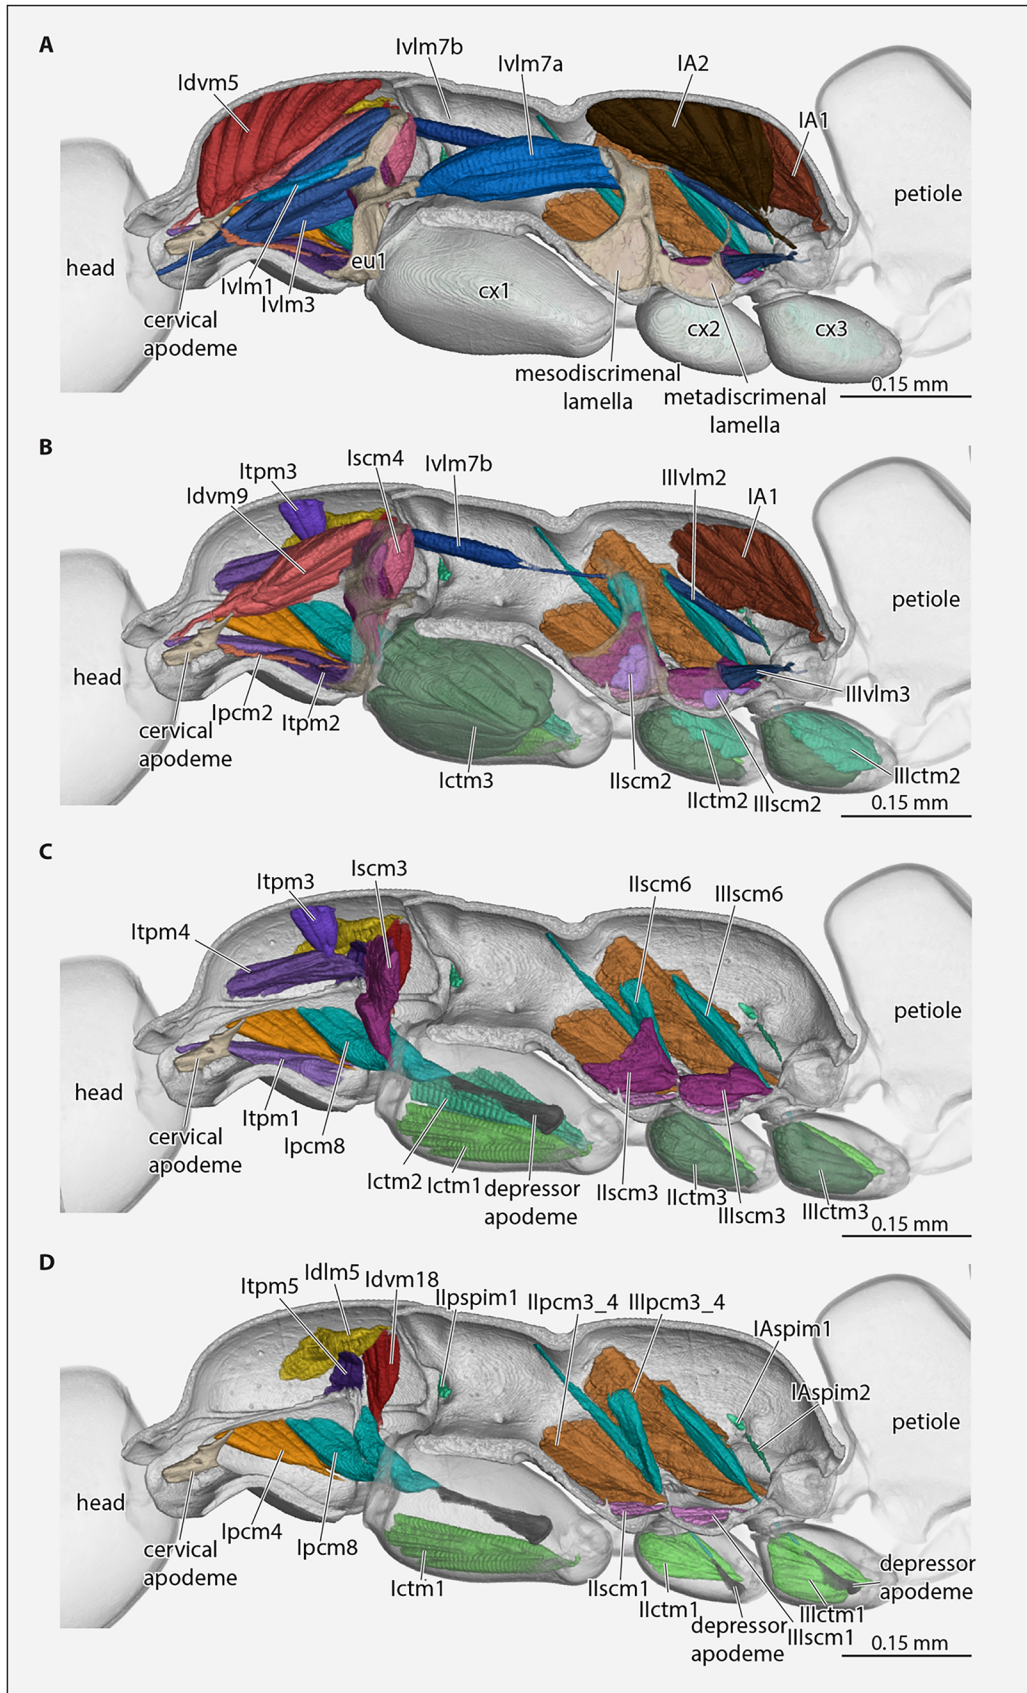 A
Ivlm7b
Idvm5
Ivlm7a
IA2
IA1
petiole
head
eu1
cx1
cx2
cx3
Ivlm1
Ivlm3
cervical
apodeme
mesodiscrimenal
lamella
metadiscrimenal
lamella
0.15 mm
B
Itpm3
Iscm4
Ivlm7b
Idvm9
IIIvlm2
IA1
petiole
head
Ipcm2
Itpm2
cervical
apodeme
Ictm3
IIscm2
IIctm2
IIIscm2
IIIvlm3
IIIctm2
0.15 mm
C
Itpm3
Iscm3
IIscm6
IIIscm6
Itpm4
petiole
head
Itpm1
Ipcm8
cervical
apodeme
Ictm2
Ictm1
depressor
apodeme
IIscm3
IIctm3
IIIscm3
IIIctm3
0.15 mm
D
Itpm5
Idlm5
Idvm18
IIpspim1
IIpcm3_4
IIIpcm3_4
IAspim1
IAspim2
petiole
head
Ipcm4
Ipcm8
cervical
apodeme
Ictm1
IIscm1
IIctm1
depressor
apodeme
IIIctm1
IIIscm1
depressor
apodeme
0.15 mm